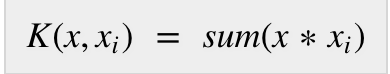 K(x, xᵢ) = sum(x * xᵢ)